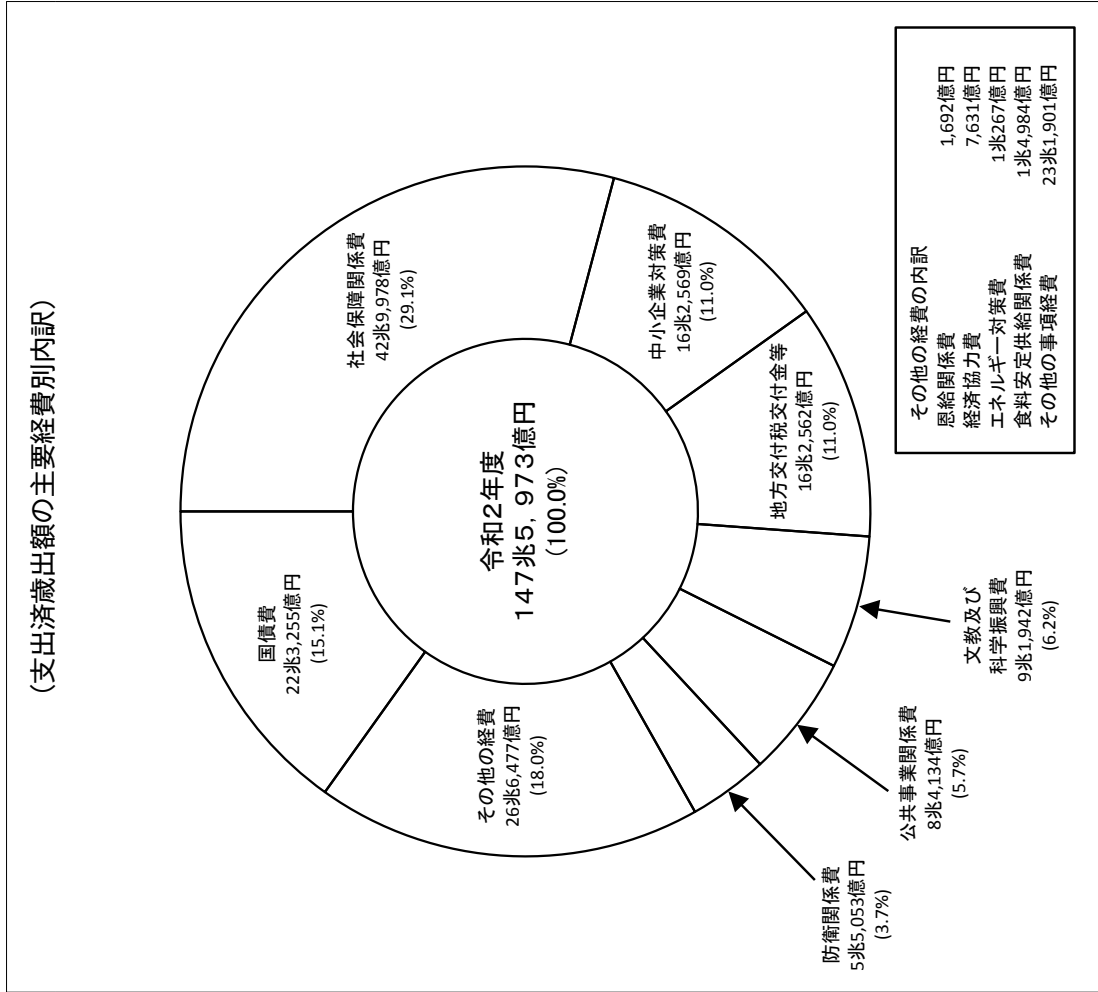 （支出済歳出額の主要経費別内訳）
令和2年度
147兆5,973億円
(100.0%)
社会保障関係費
42兆9,978億円
(29.1%)
中小企業対策費
16兆2,569億円
(11.0%)
地方交付税交付金等
16兆2,562億円
(11.0%)
文教及び
科学振興費
9兆1,942億円
(6.2%)
公共事業関係費
8兆4,134億円
(5.7%)
防衛関係費
5兆5,053億円
(3.7%)
その他の経費
26兆6,477億円
(18.0%)
国債費
22兆3,255億円
(15.1%)
その他の経費の内訳
恩給関係費 1,692億円
経済協力費 7,631億円
エネルギー対策費 1兆267億円
食料安定供給関係費 1兆4,984億円
その他の事項経費 23兆1,901億円